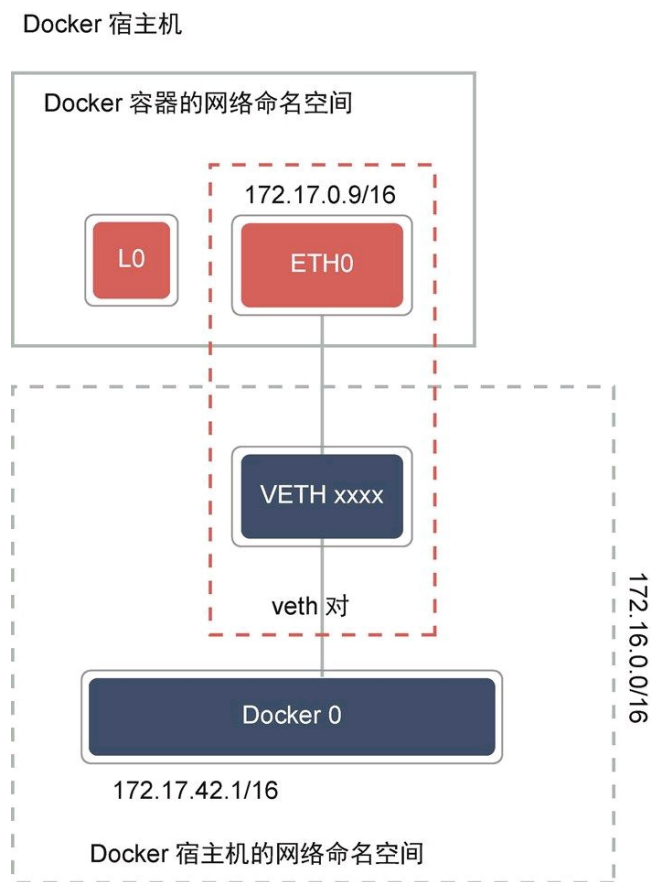 Docker 宿主机
Docker 容器的网络命名空间
172.17.0.9/16
L0
ETH0
VETH xxxx
veth 对
172.16.0.0/16
Docker 0
172.17.42.1/16
Docker 宿主机的网络命名空间